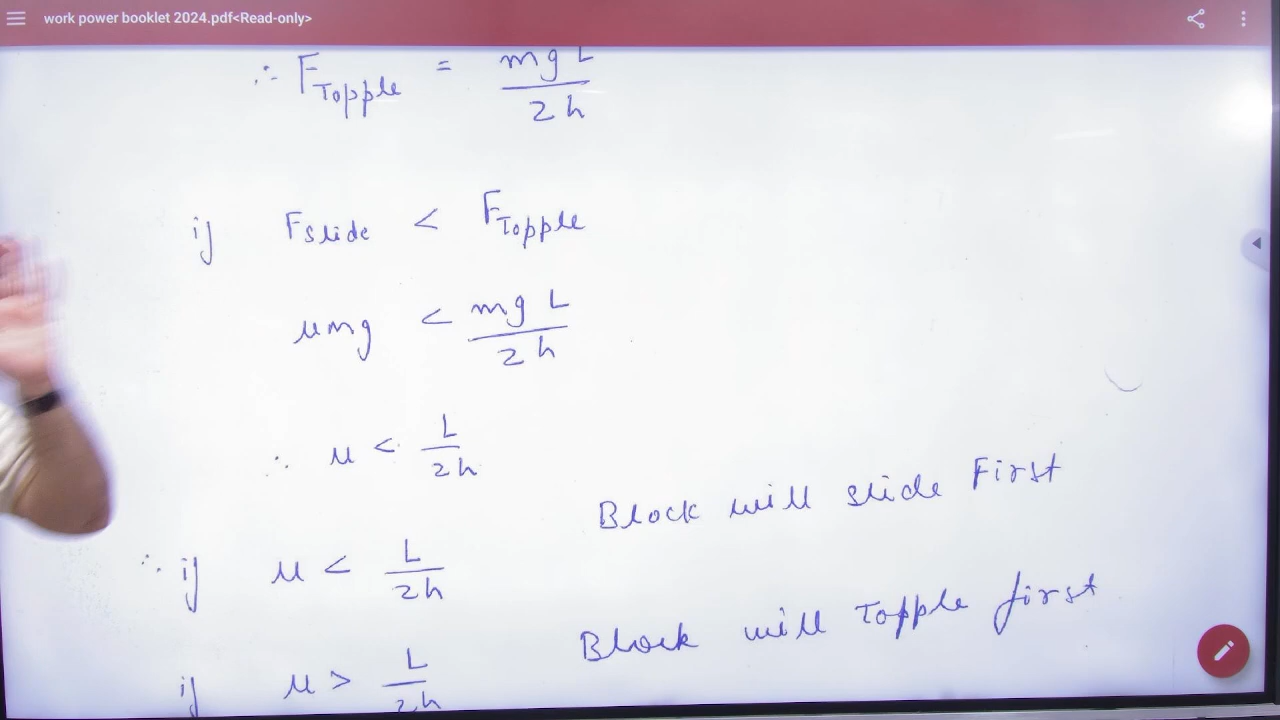 work power booklet 2024.pdf<Read-only>
∴ F_Topple = mg L / 2h
if F_slide < F_Topple
μmg < mg L / 2h
∴ μ < L / 2h
∴ if μ < L / 2h Block will slide First
if μ > L / 2h Block will Topple first